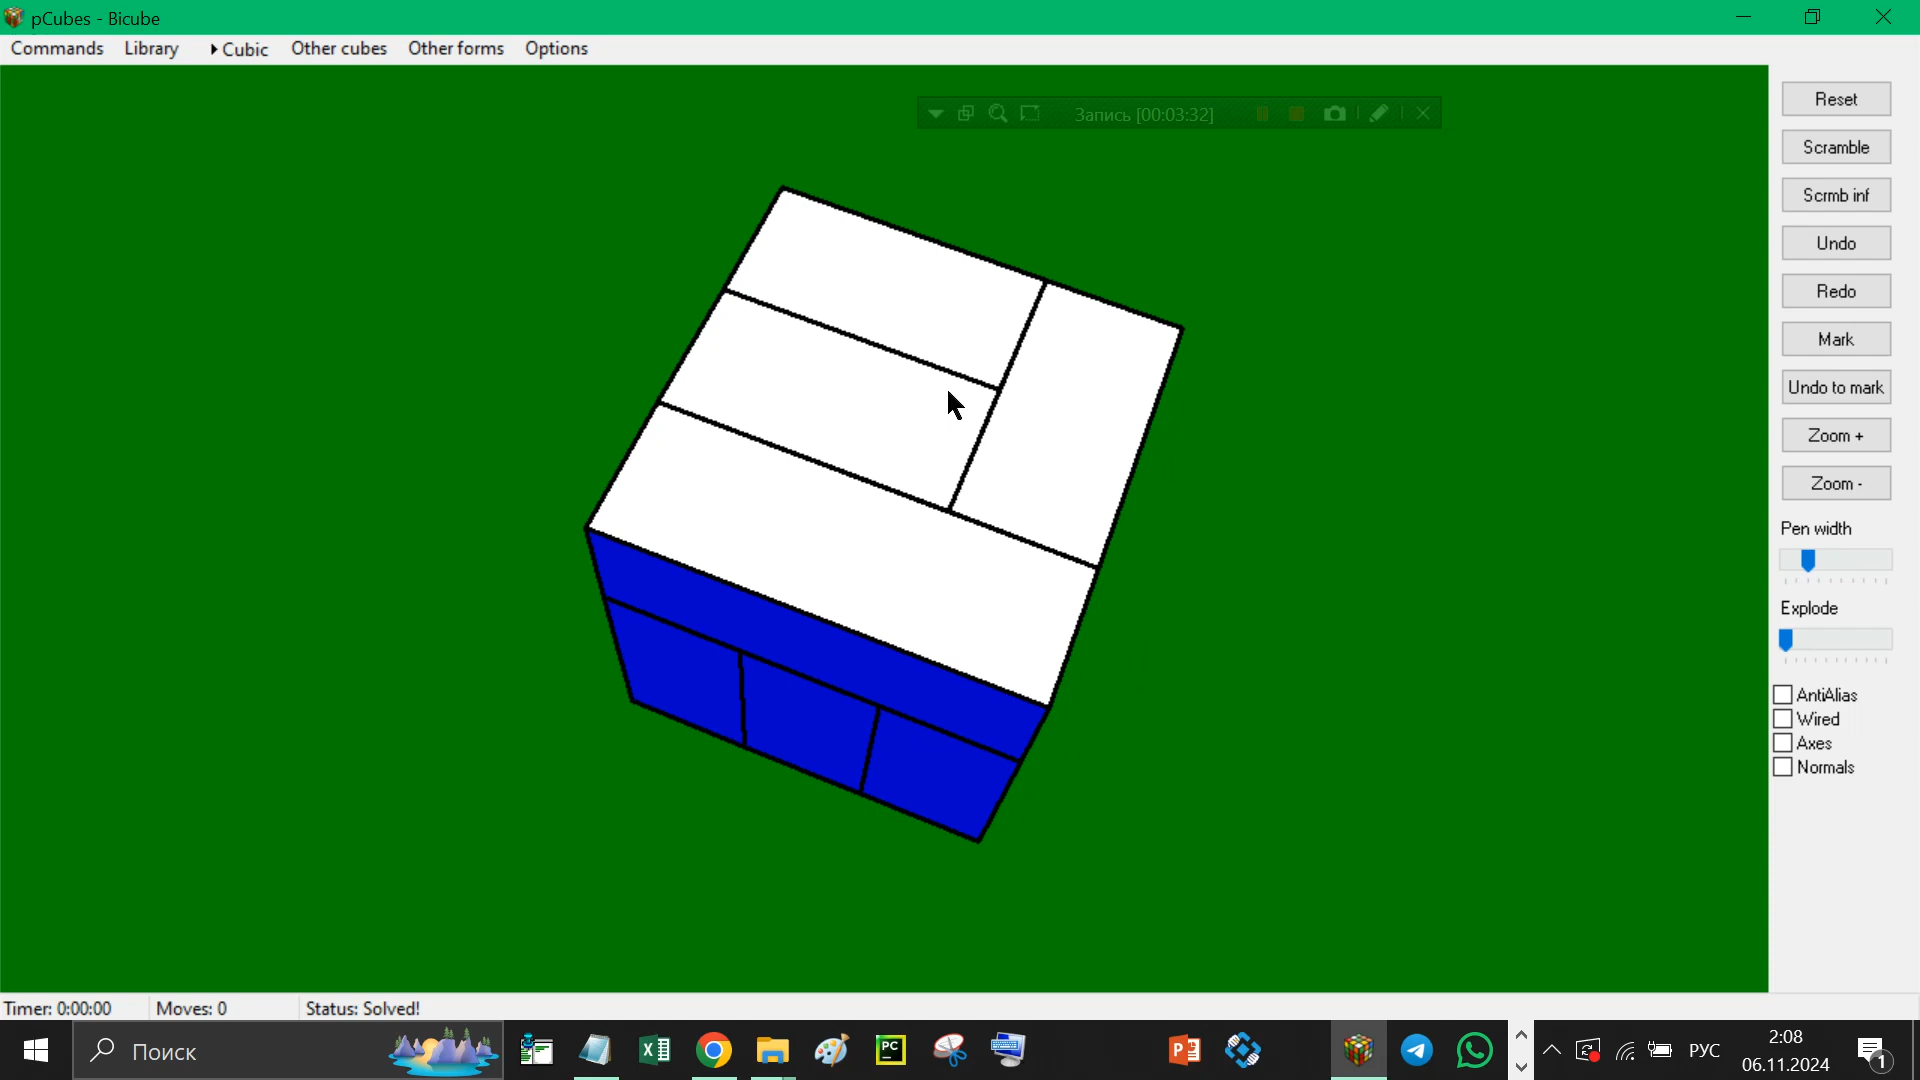 pCubes - Bicube
Commands Library Cubic Other cubes Other forms Options
Запись [00:03:32]
Reset
Scramble
Scrmb inf
Undo
Redo
Mark
Undo to mark
Zoom +
Zoom -
Pen width
Explode
AntiAlias
Wired
Axes
Normals
Timer: 0:00:00 Moves: 0 Status: Solved!
Поиск
PC
РУС
2:08
06.11.2024
1